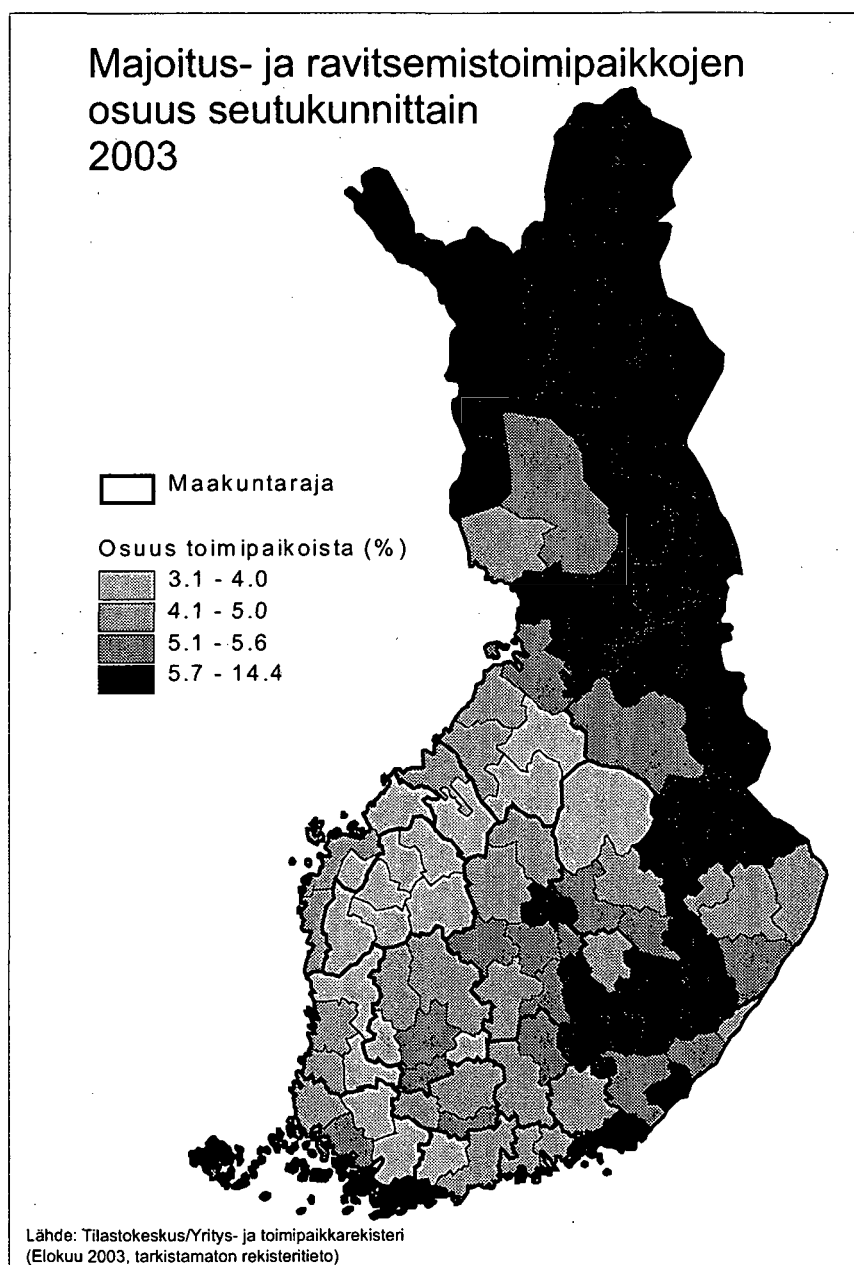 Majoitus- ja ravitsemistoimipaikkojen
osuus seutukunnittain
2003
Maakuntaraja
Osuus toimipaikoista (%)
3.1 - 4.0
4.1 - 5.0
5.1 - 5.6
5.7 - 14.4
Lähde: Tilastokeskus/Yritys- ja toimipaikkarekisteri
(Elokuu 2003, tarkistamaton rekisteritieto)